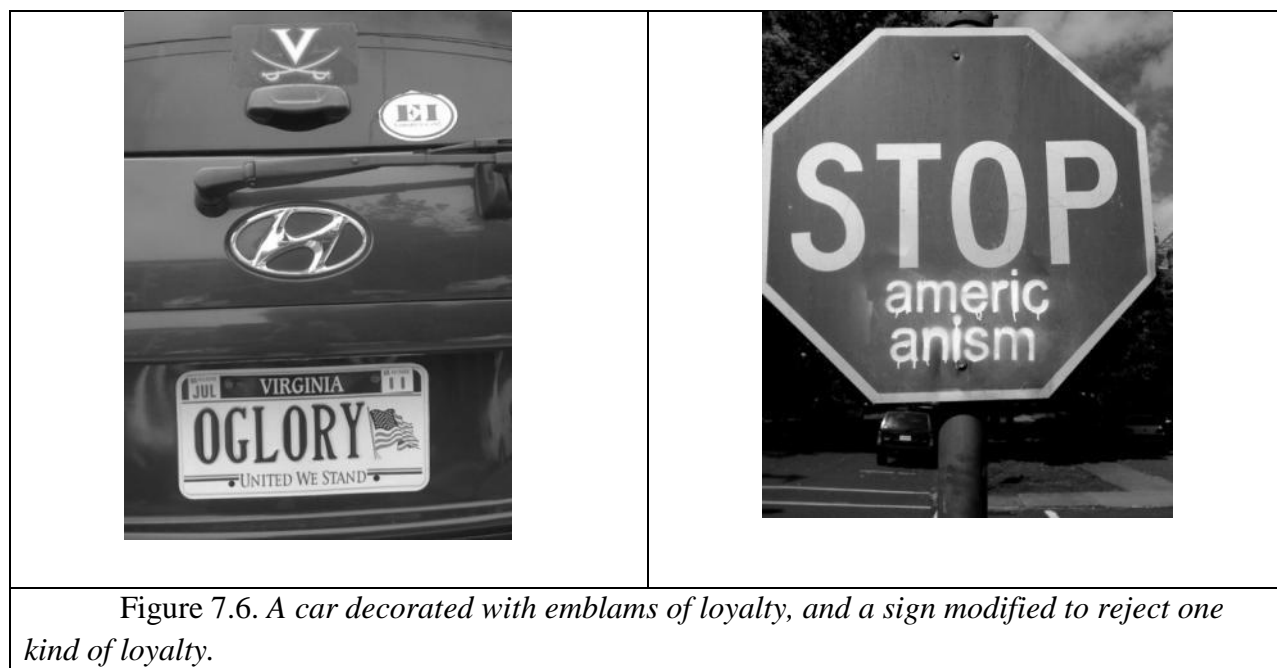 V
EI
JUL
VIRGINIA
11
OGLORY
UNITED WE STAND
STOP
americ
anism
Figure 7.6. A car decorated with emblams of loyalty, and a sign modified to reject one
kind of loyalty.